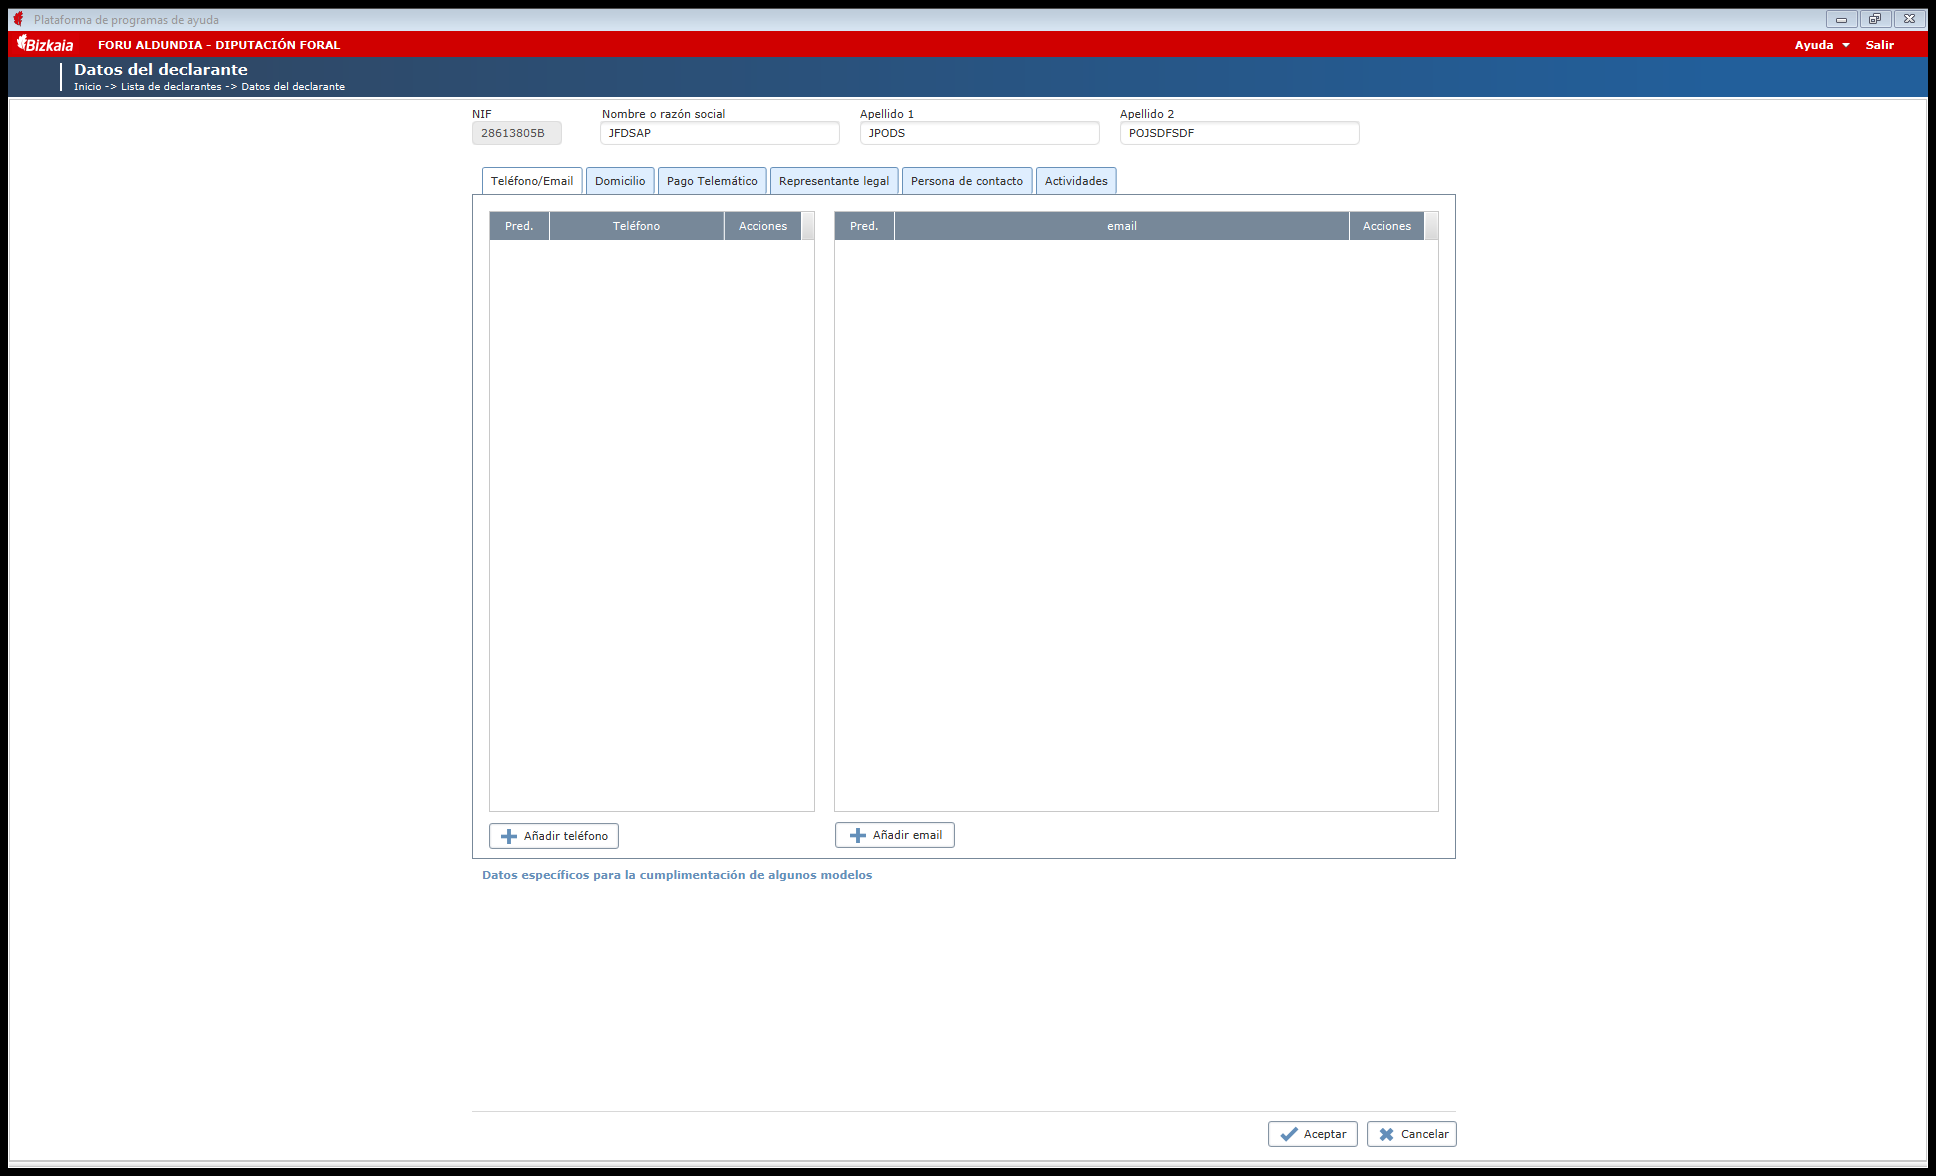 Plataforma de programas de ayuda
Bizkaia FORU ALDUNDIA - DIPUTACIÓN FORAL Ayuda Salir
Datos del declarante
Inicio -> Lista de declarantes -> Datos del declarante
NIF Nombre o razón social Apellido 1 Apellido 2
28613805B JFDSAP JPODS POJSDFSDF
Teléfono/Email Domicilio Pago Telemático Representante legal Persona de contacto Actividades
Pred. Teléfono Acciones Pred. email Acciones
Añadir teléfono Añadir email
Datos específicos para la cumplimentación de algunos modelos
Aceptar Cancelar